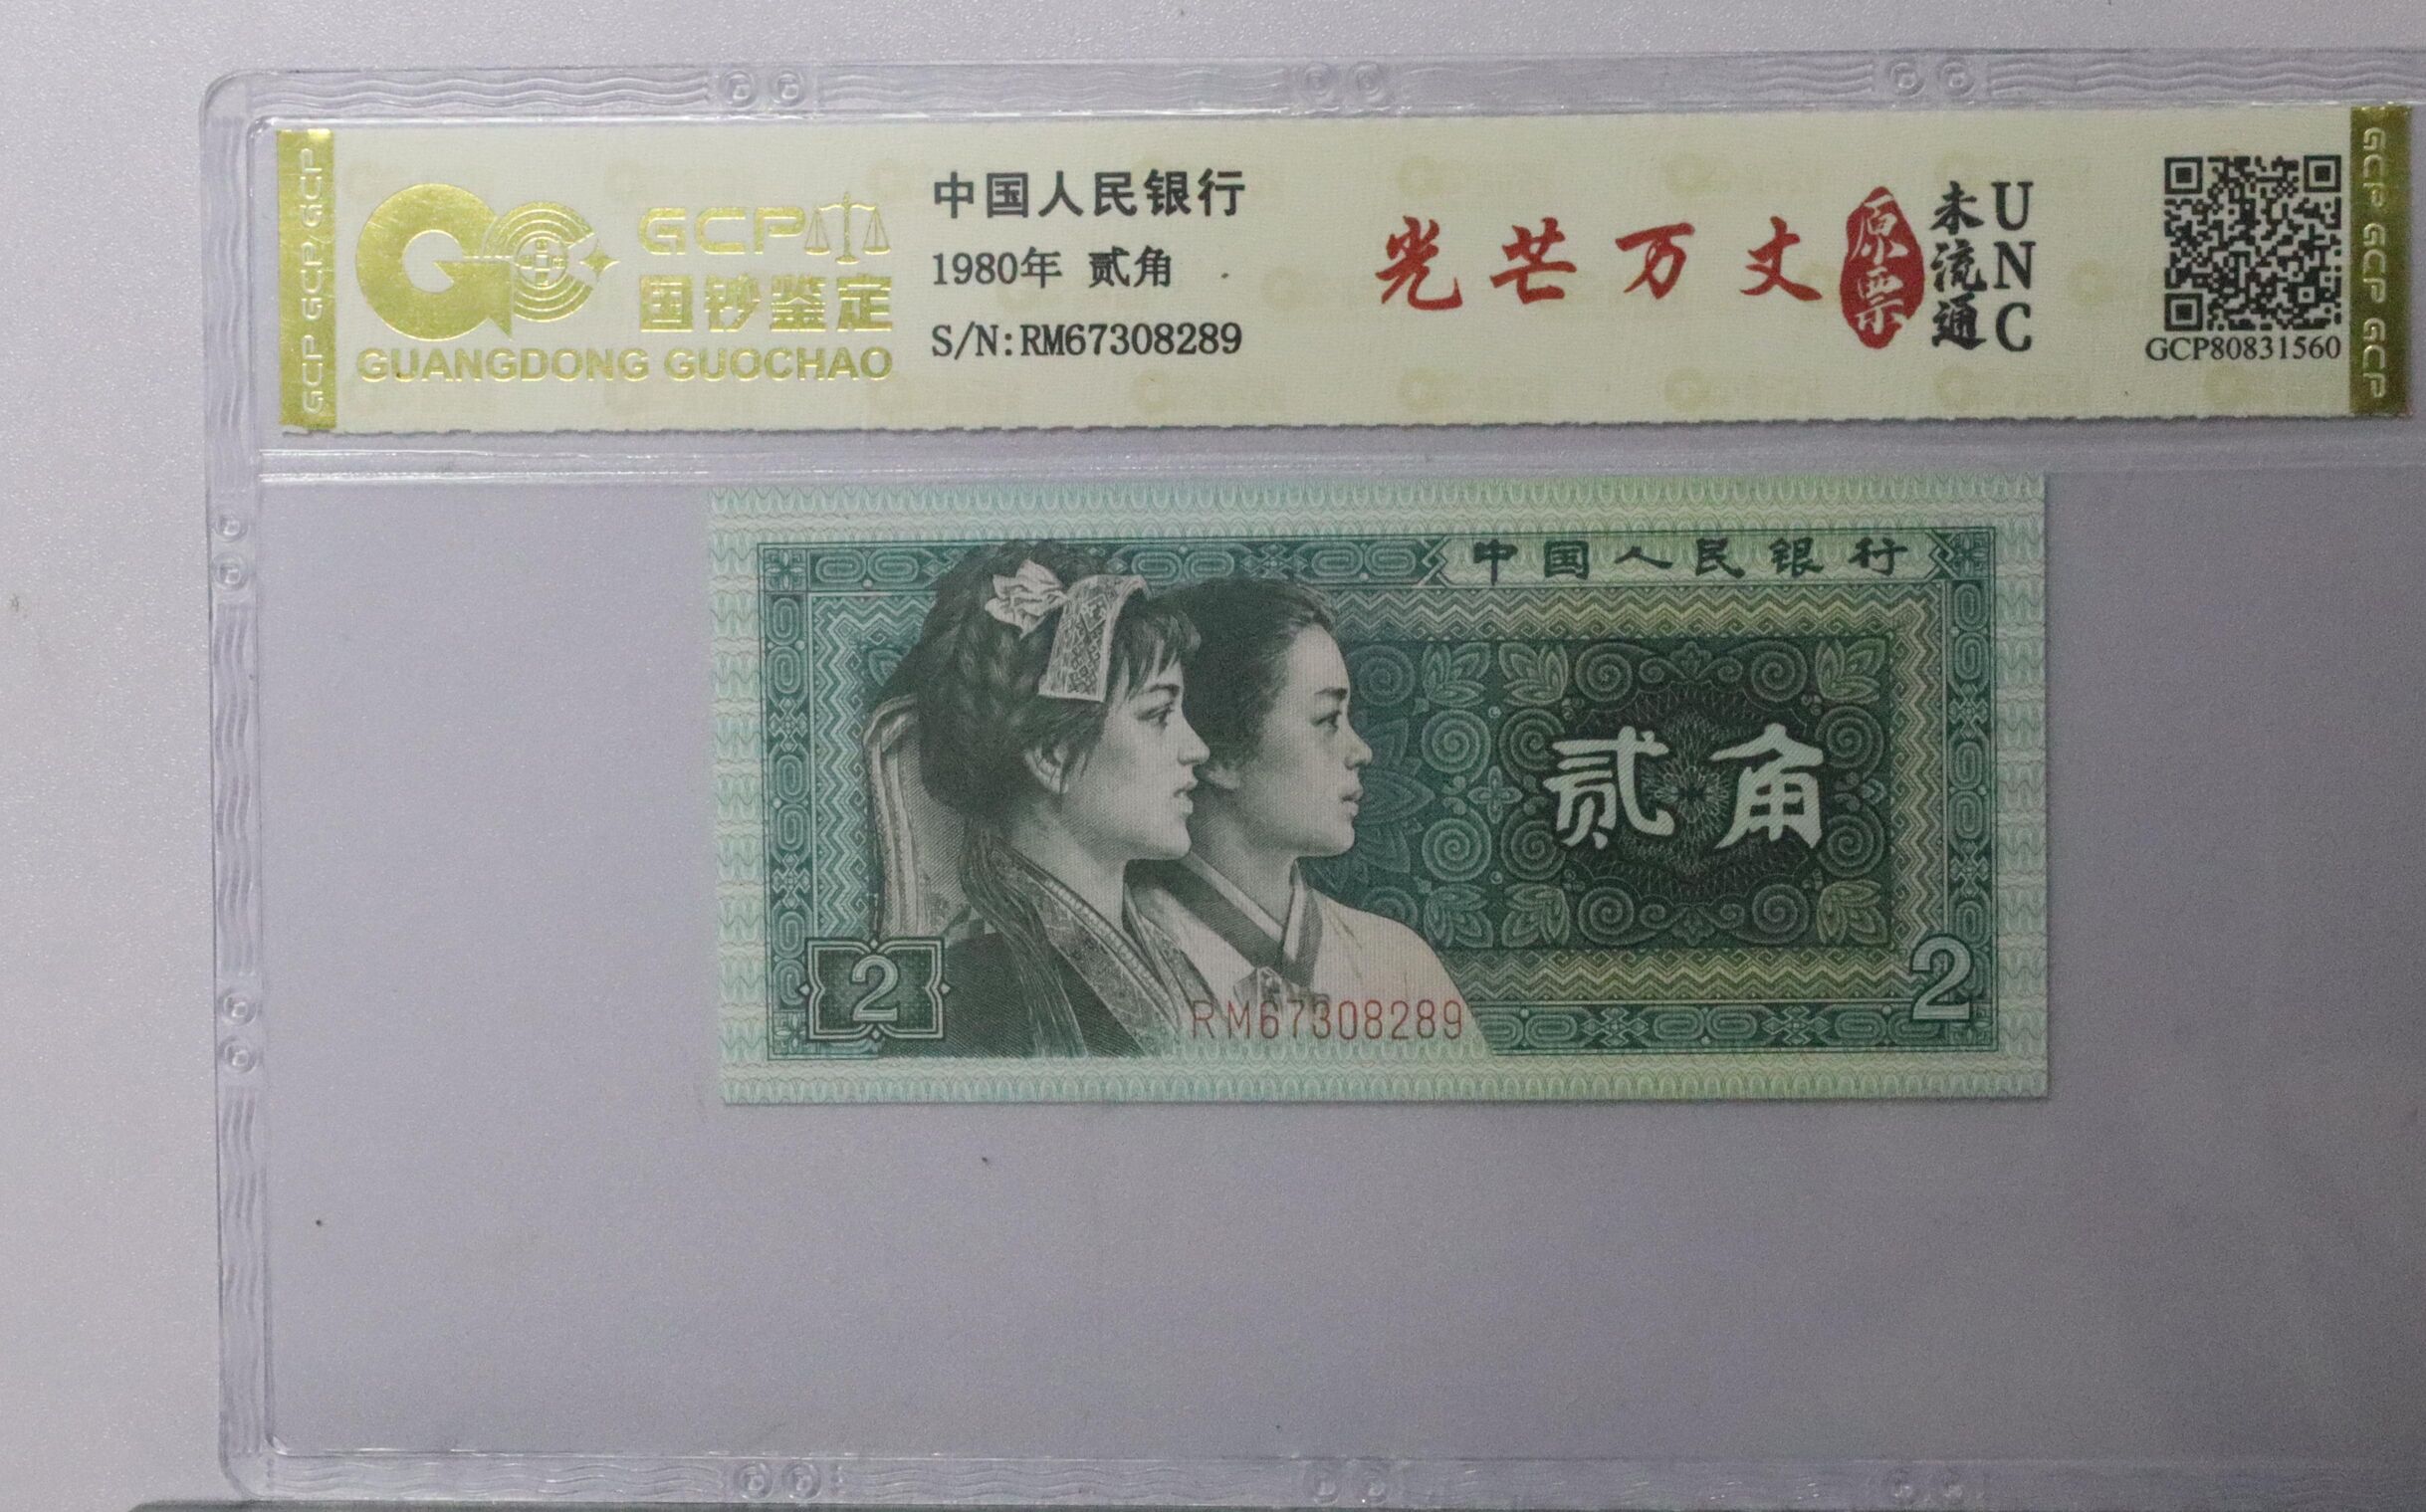 GCP GCP GCP
GCP
国钞鉴定
GUANGDONG GUOCHAO
中国人民银行
1980年 贰角
S/N:RM67308289
光芒万丈
原票
未流通
UNC
GCP80831560
GCP GCP GCP
中国人民银行
贰角
2
2
RM67308289